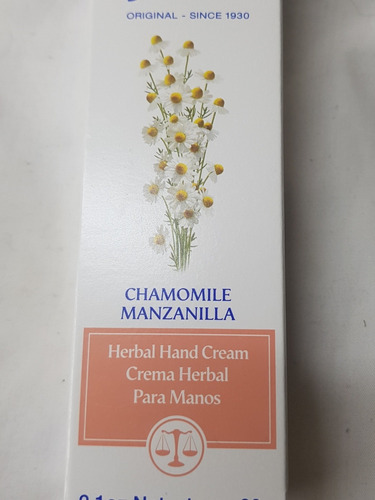 ORIGINAL - SINCE 1930
CHAMOMILE
MANZANILLA
Herbal Hand Cream
Crema Herbal
Para Manos